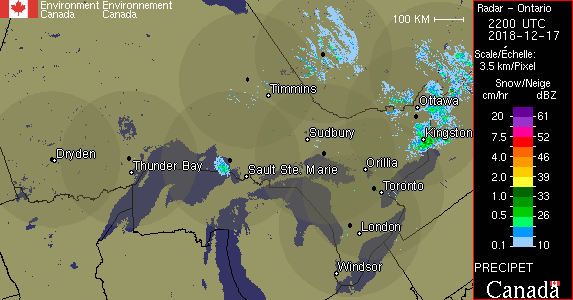 Environment Environnement
Canada Canada
100 KM
Timmins
Ottawa
Sudbury
Kingston
Dryden
Thunder Bay
Sault Ste. Marie
Orillia
Toronto
London
Windsor
Radar - Ontario
2200 UTC
2018-12-17
Scale/Échelle:
3.5 km/Pixel
Snow/Neige
cm/hr dBZ
20 61
7.5 52
4.0 46
2.0 39
1.0 33
0.5 26
0.1 10
PRECIPET
Canada